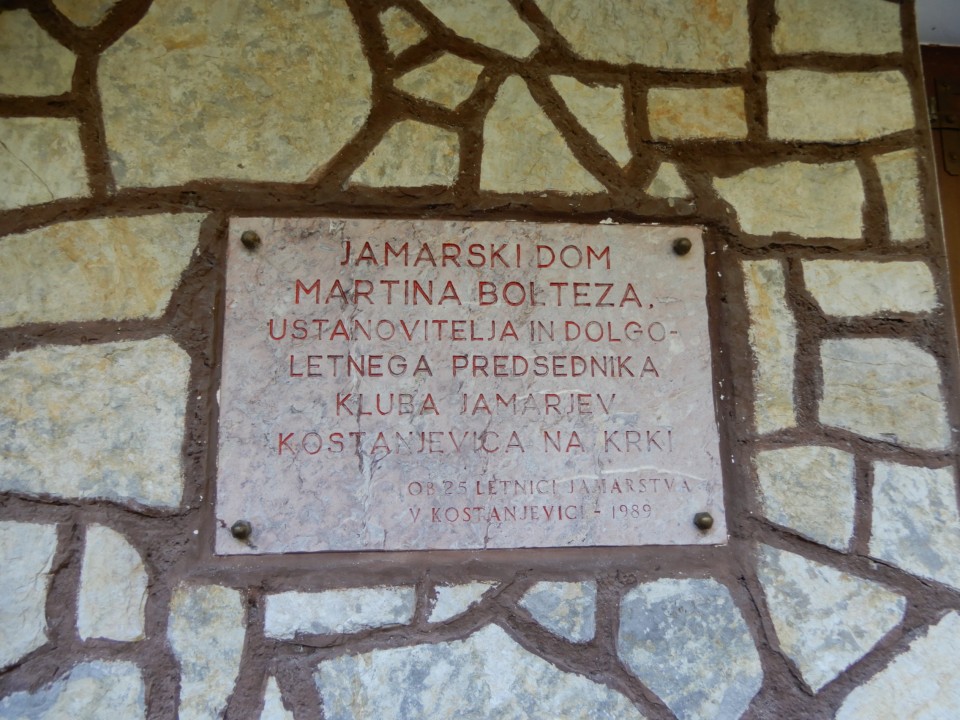 JAMARSKI DOM
MARTINA BOLTEZA,
USTANOVITELJA IN DOLGO-
LETNEGA PREDSEDNIKA
KLUBA JAMARJEV
KOSTANJEVICA NA KRKI
OB 25 LETNICI JAMARSTVA
V KOSTANJEVICI - 1989